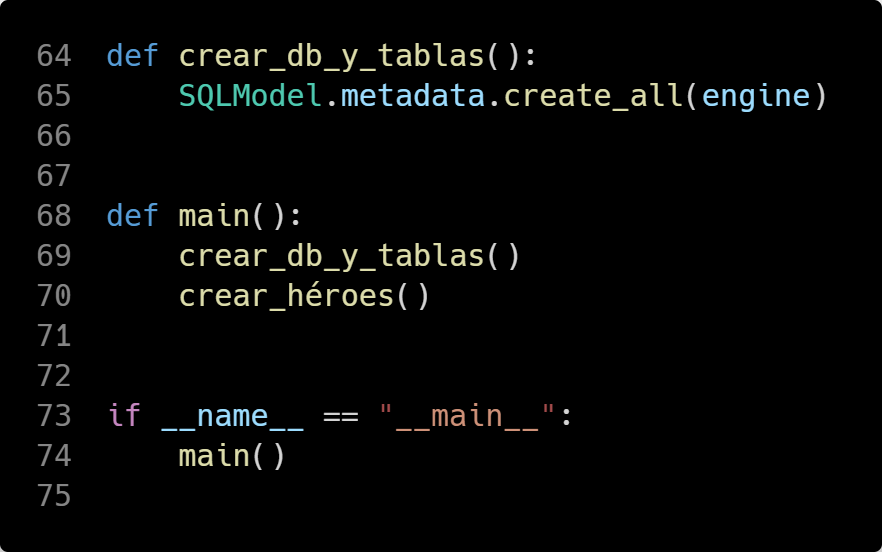 64 def crear_db_y_tablas():
65     SQLModel.metadata.create_all(engine)
66
67
68 def main():
69     crear_db_y_tablas()
70     crear_héroes()
71
72
73 if __name__ == "__main__":
74     main()
75